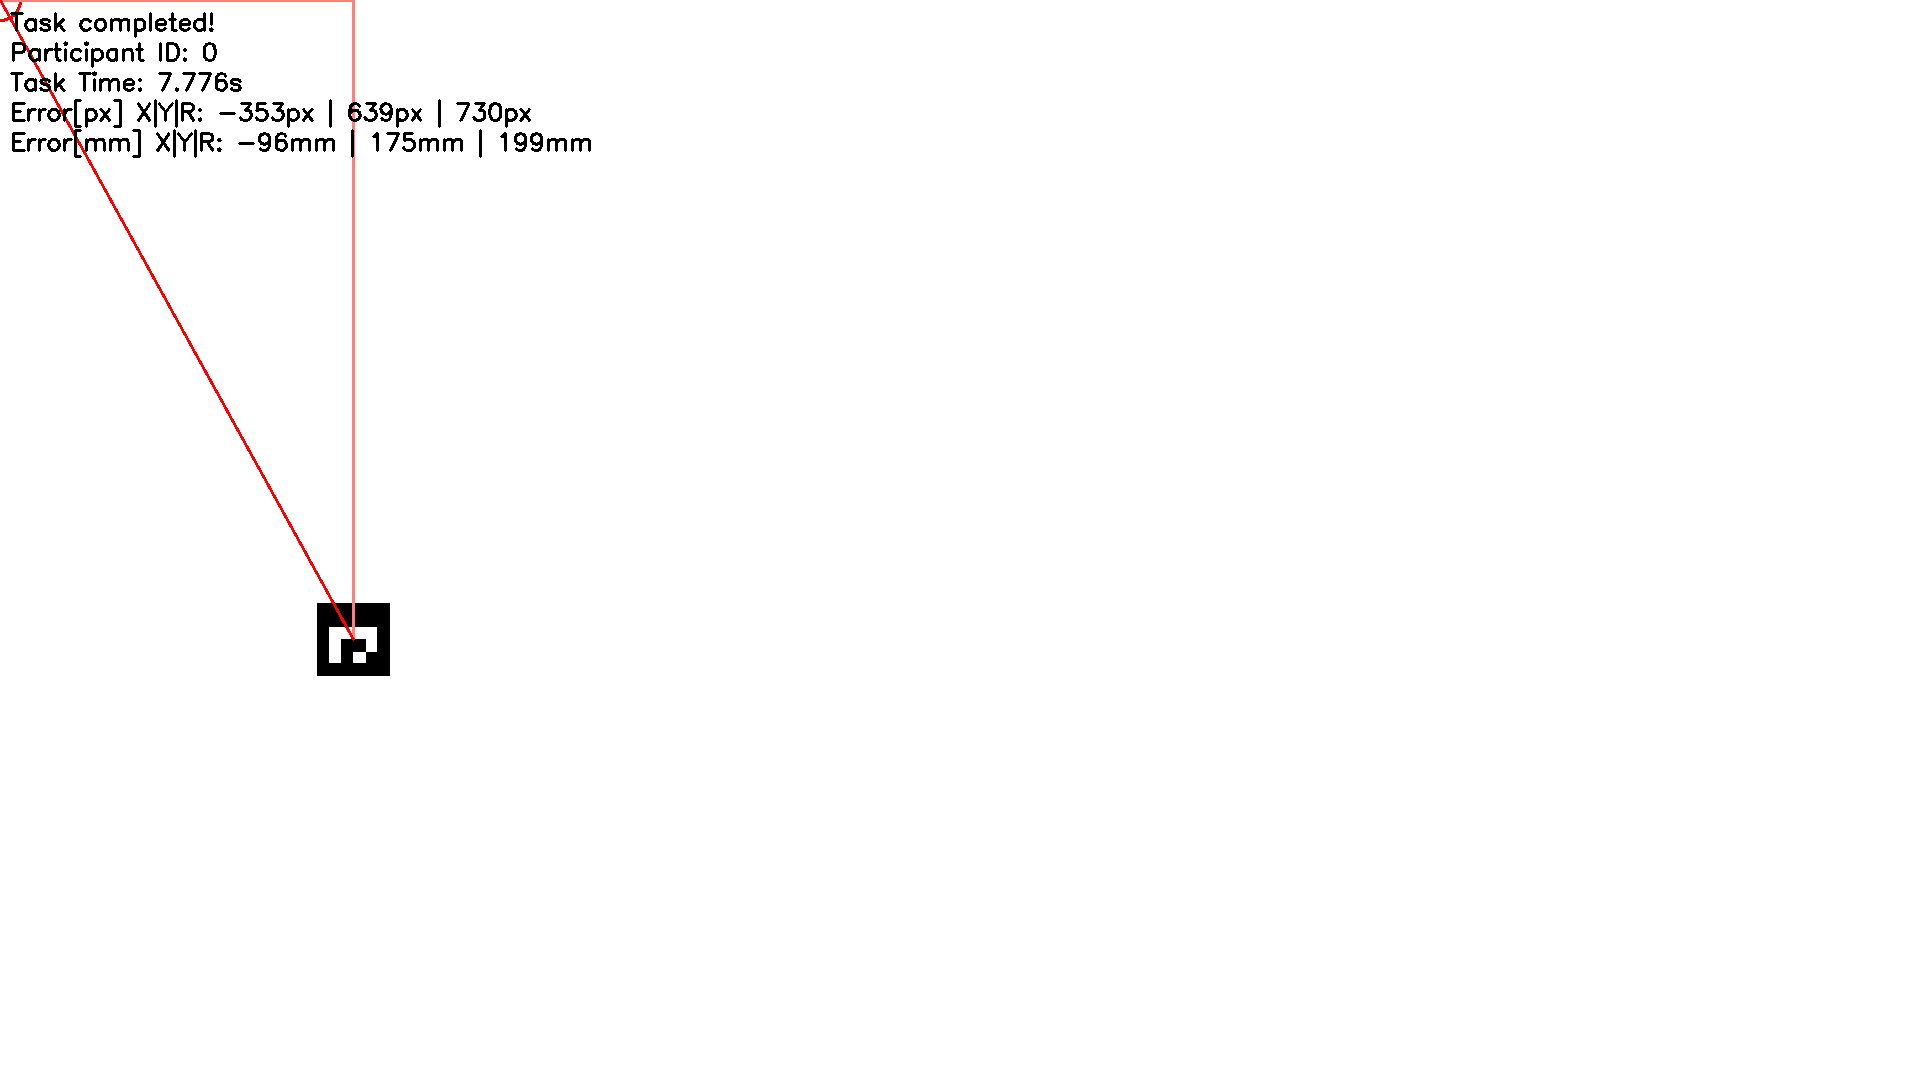 Task completed!
Participant ID: 0
Task Time: 7.776s
Error[px] X|Y|R: -353px | 639px | 730px
Error[mm] X|Y|R: -96mm | 175mm | 199mm